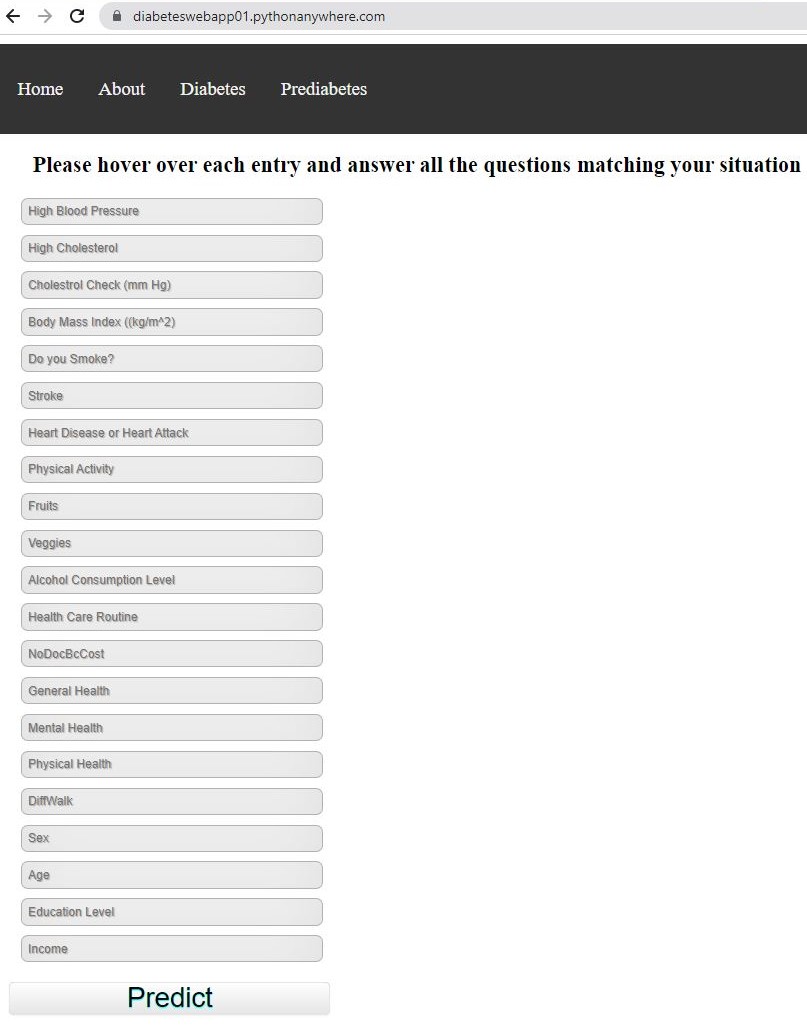 diabeteswebapp01.pythonanywhere.com
Home About Diabetes Prediabetes
Please hover over each entry and answer all the questions matching your situation
High Blood Pressure
High Cholesterol
Cholestrol Check (mm Hg)
Body Mass Index ((kg/m^2)
Do you Smoke?
Stroke
Heart Disease or Heart Attack
Physical Activity
Fruits
Veggies
Alcohol Consumption Level
Health Care Routine
NoDocBcCost
General Health
Mental Health
Physical Health
DiffWalk
Sex
Age
Education Level
Income
Predict